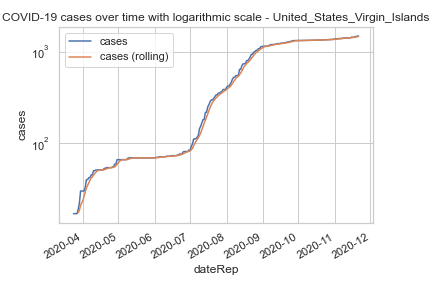 COVID-19 cases over time with logarithmic scale - United_States_Virgin_Islands
cases
cases (rolling)
10³
10²
cases
2020-04
2020-05
2020-06
2020-07
2020-08
2020-09
2020-10
2020-11
2020-12
dateRep